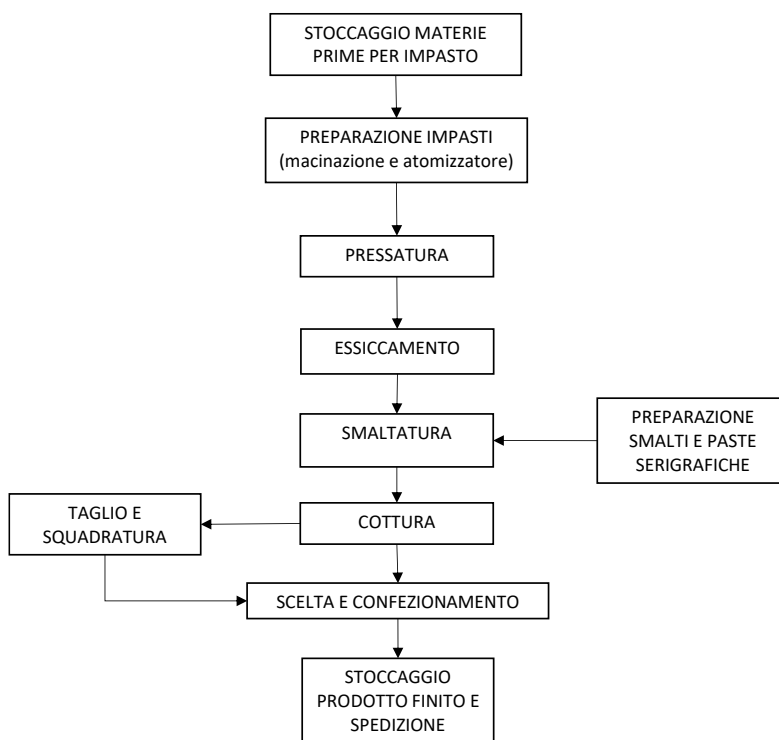 STOCCAGGIO MATERIE
PRIME PER IMPASTO
PREPARAZIONE IMPASTI
(macinazione e atomizzatore)
PRESSATURA
ESSICCAMENTO
SMALTATURA
PREPARAZIONE
SMALTI E PASTE
SERIGRAFICHE
TAGLIO E
SQUADRATURA
COTTURA
SCELTA E CONFEZIONAMENTO
STOCCAGGIO
PRODOTTO FINITO E
SPEDIZIONE